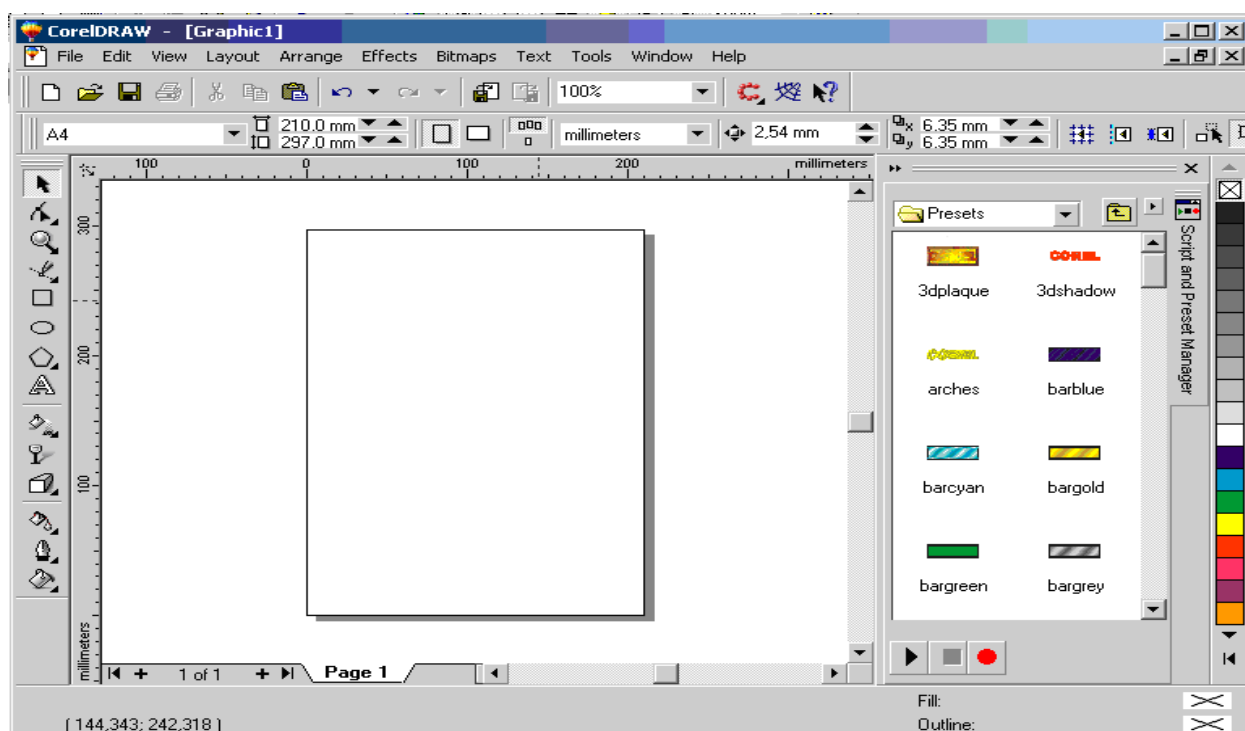 CorelDRAW - [Graphic1]
File Edit View Layout Arrange Effects Bitmaps Text Tools Window Help
100%
A4 210.0 mm 297.0 mm millimeters 2,54 mm 6.35 mm 6.35 mm
100 0 100 200 millimeters
300
200
100
millimeters
Presets
3dplaque 3dshadow
arches barblue
barcyan bargold
bargreen bargrey
Script and Preset Manager
1 of 1 Page 1
Fill:
(144,343; 242,318) Outline: